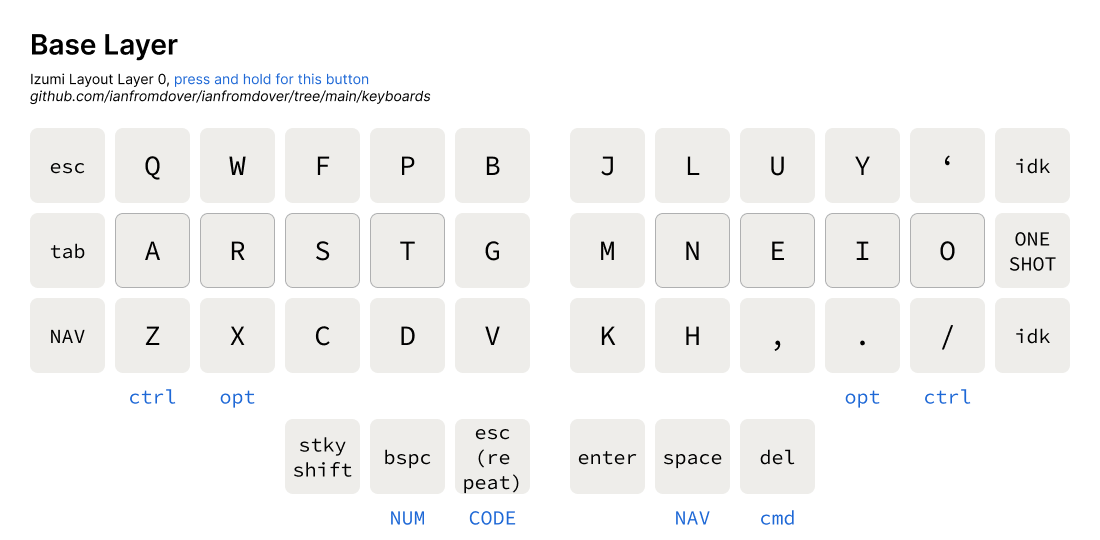 Base Layer
Izumi Layout Layer 0, press and hold for this button
github.com/ianfromdover/ianfromdover/tree/main/keyboards
esc Q W F P B J L U Y ‘ idk
tab A R S T G M N E I O ONE SHOT
NAV Z X C D V K H , . / idk
ctrl opt opt ctrl
stky shift bspc esc (re peat) enter space del
NUM CODE NAV cmd